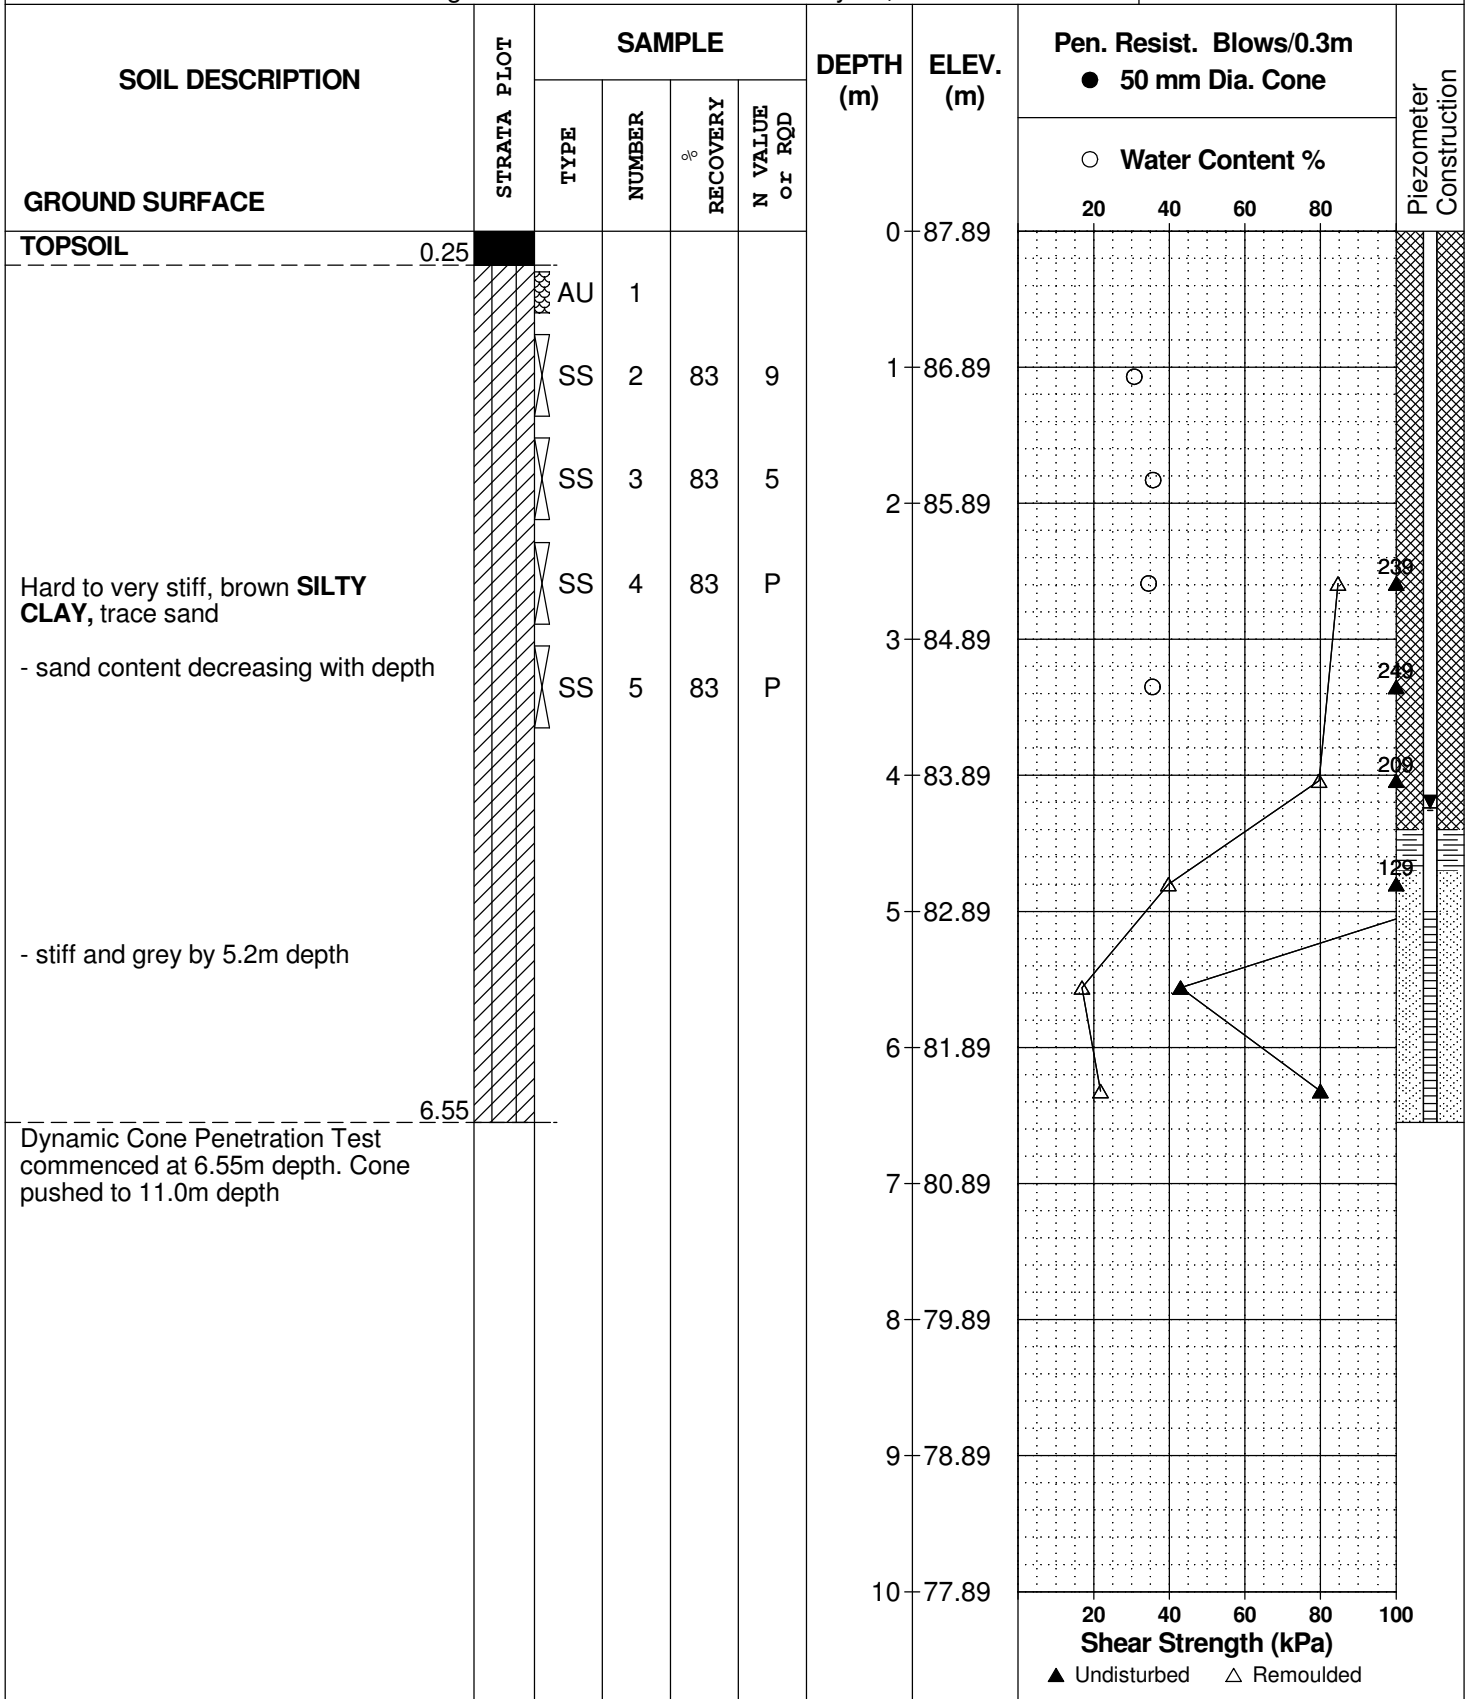 SOIL DESCRIPTION
GROUND SURFACE
STRATA PLOT
SAMPLE
TYPE
NUMBER
% RECOVERY
N VALUE or RQD
DEPTH (m)
ELEV. (m)
Pen. Resist. Blows/0.3m
● 50 mm Dia. Cone
○ Water Content %
20 40 60 80
Piezometer Construction
TOPSOIL 0.25
0 87.89
AU 1
1 86.89
SS 2 83 9
SS 3 83 5
2 85.89
239
Hard to very stiff, brown SILTY
CLAY, trace sand
SS 4 83 P
3 84.89
- sand content decreasing with depth
249
SS 5 83 P
209
4 83.89
129
5 82.89
- stiff and grey by 5.2m depth
6 81.89
6.55
Dynamic Cone Penetration Test
commenced at 6.55m depth. Cone
pushed to 11.0m depth
7 80.89
8 79.89
9 78.89
10 77.89
20 40 60 80 100
Shear Strength (kPa)
▲ Undisturbed △ Remoulded